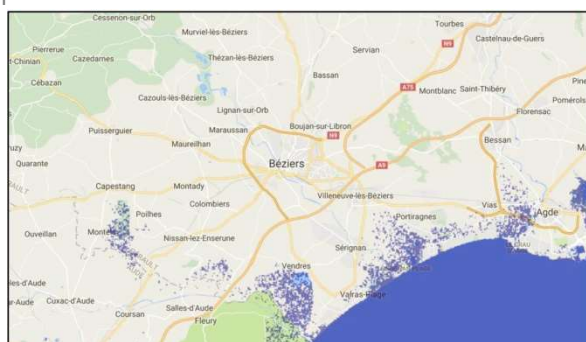 Cessenon-sur-Orb
Tourbes
Murviel-lès-Béziers
N9
Castelnau-de-Guers
Pierrerue
Cazedarnes
Thézan-lès-Béziers
Servian
Cébazan
Bassan
A75
Montblanc
Saint-Thibéry
Cazouls-lès-Béziers
Lignan-sur-Orb
Florensac
Puisserguier
Maraussan
Boujan-sur-Libron
N9
Maureilhan
Bessan
Quarante
Béziers
A9
Capestang
Montady
Villeneuve-lès-Béziers
Colombiers
Vias
Agde
Poilhes
Portiragnes
Ouveillan
Nissan-lez-Enserune
Sérignan
Vendres
Valras-Plage
Cuxac-d'Aude
Salles-d'Aude
Coursan
Fleury